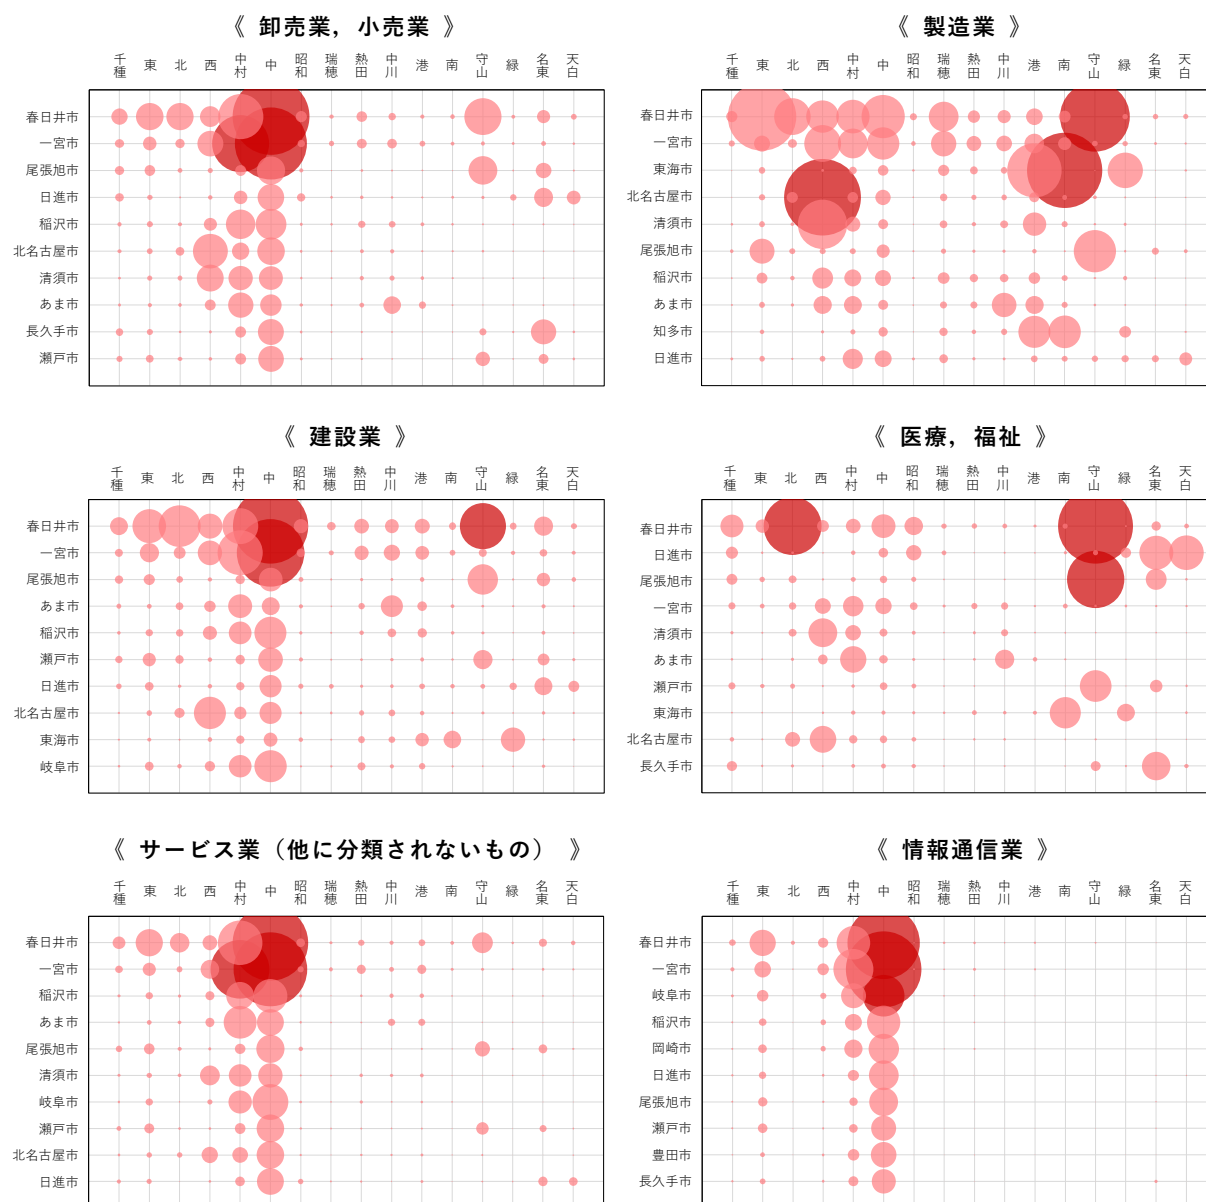 《 卸売業，小売業 》
千種 東 北 西 中村 中 昭和 瑞穂 熱田 中川 港 南 守山 緑 名東 天白
春日井市
一宮市
尾張旭市
日進市
稲沢市
北名古屋市
清須市
あま市
長久手市
瀬戸市
《 製造業 》
千種 東 北 西 中村 中 昭和 瑞穂 熱田 中川 港 南 守山 緑 名東 天白
春日井市
一宮市
東海市
北名古屋市
清須市
尾張旭市
稲沢市
あま市
知多市
日進市
《 建設業 》
千種 東 北 西 中村 中 昭和 瑞穂 熱田 中川 港 南 守山 緑 名東 天白
春日井市
一宮市
尾張旭市
あま市
稲沢市
瀬戸市
日進市
北名古屋市
東海市
岐阜市
《 医療，福祉 》
千種 東 北 西 中村 中 昭和 瑞穂 熱田 中川 港 南 守山 緑 名東 天白
春日井市
日進市
尾張旭市
一宮市
清須市
あま市
瀬戸市
東海市
北名古屋市
長久手市
《 サービス業（他に分類されないもの） 》
千種 東 北 西 中村 中 昭和 瑞穂 熱田 中川 港 南 守山 緑 名東 天白
春日井市
一宮市
稲沢市
あま市
尾張旭市
清須市
岐阜市
瀬戸市
北名古屋市
日進市
《 情報通信業 》
千種 東 北 西 中村 中 昭和 瑞穂 熱田 中川 港 南 守山 緑 名東 天白
春日井市
一宮市
岐阜市
稲沢市
岡崎市
日進市
尾張旭市
瀬戸市
豊田市
長久手市